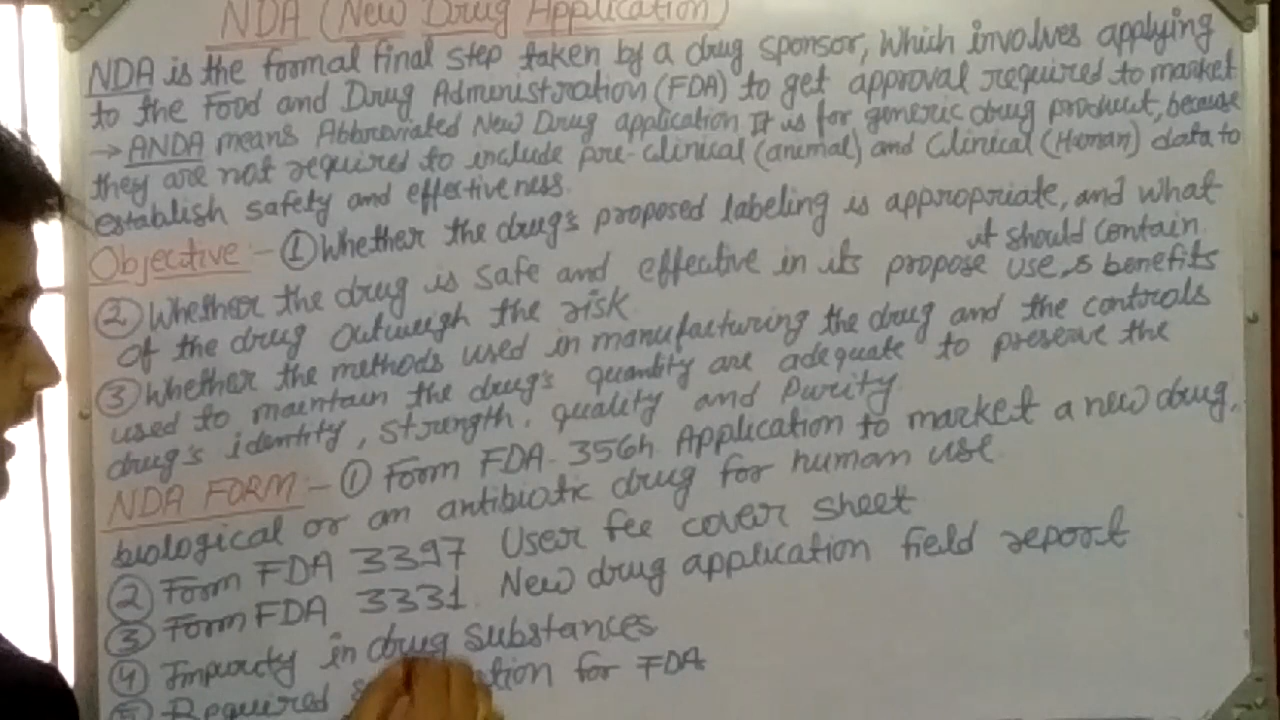 NDA (New Drug Application)
NDA is the formal final step taken by a drug sponsor, which involves applying
to the Food and Drug Administration (FDA) to get approval required to market
→ ANDA means Abbreviated New Drug application It is for generic drug product, because
they are not required to include pre-clinical (animal) and Clinical (Human) data to
establish safety and effectiveness.
Objective :- ① Whether the drug's proposed labeling is appropriate, and what
it should contain.
② Whether the drug is safe and effective in its propose use, & benefits
of the drug outweigh the risk
③ Whether the methods used in manufacturing the drug and the controls
used to maintain the drug's quantity are adequate to preserve the
drug's identity, strength, quality and Purity
NDA FORM :- ① Form FDA-356h Application to market a new drug,
biological or an antibiotic drug for human use
② Form FDA 3397 User fee cover sheet
③ Form FDA 3331. New drug application field report
④ Impurty in drug substances
⑤ Required for FDA